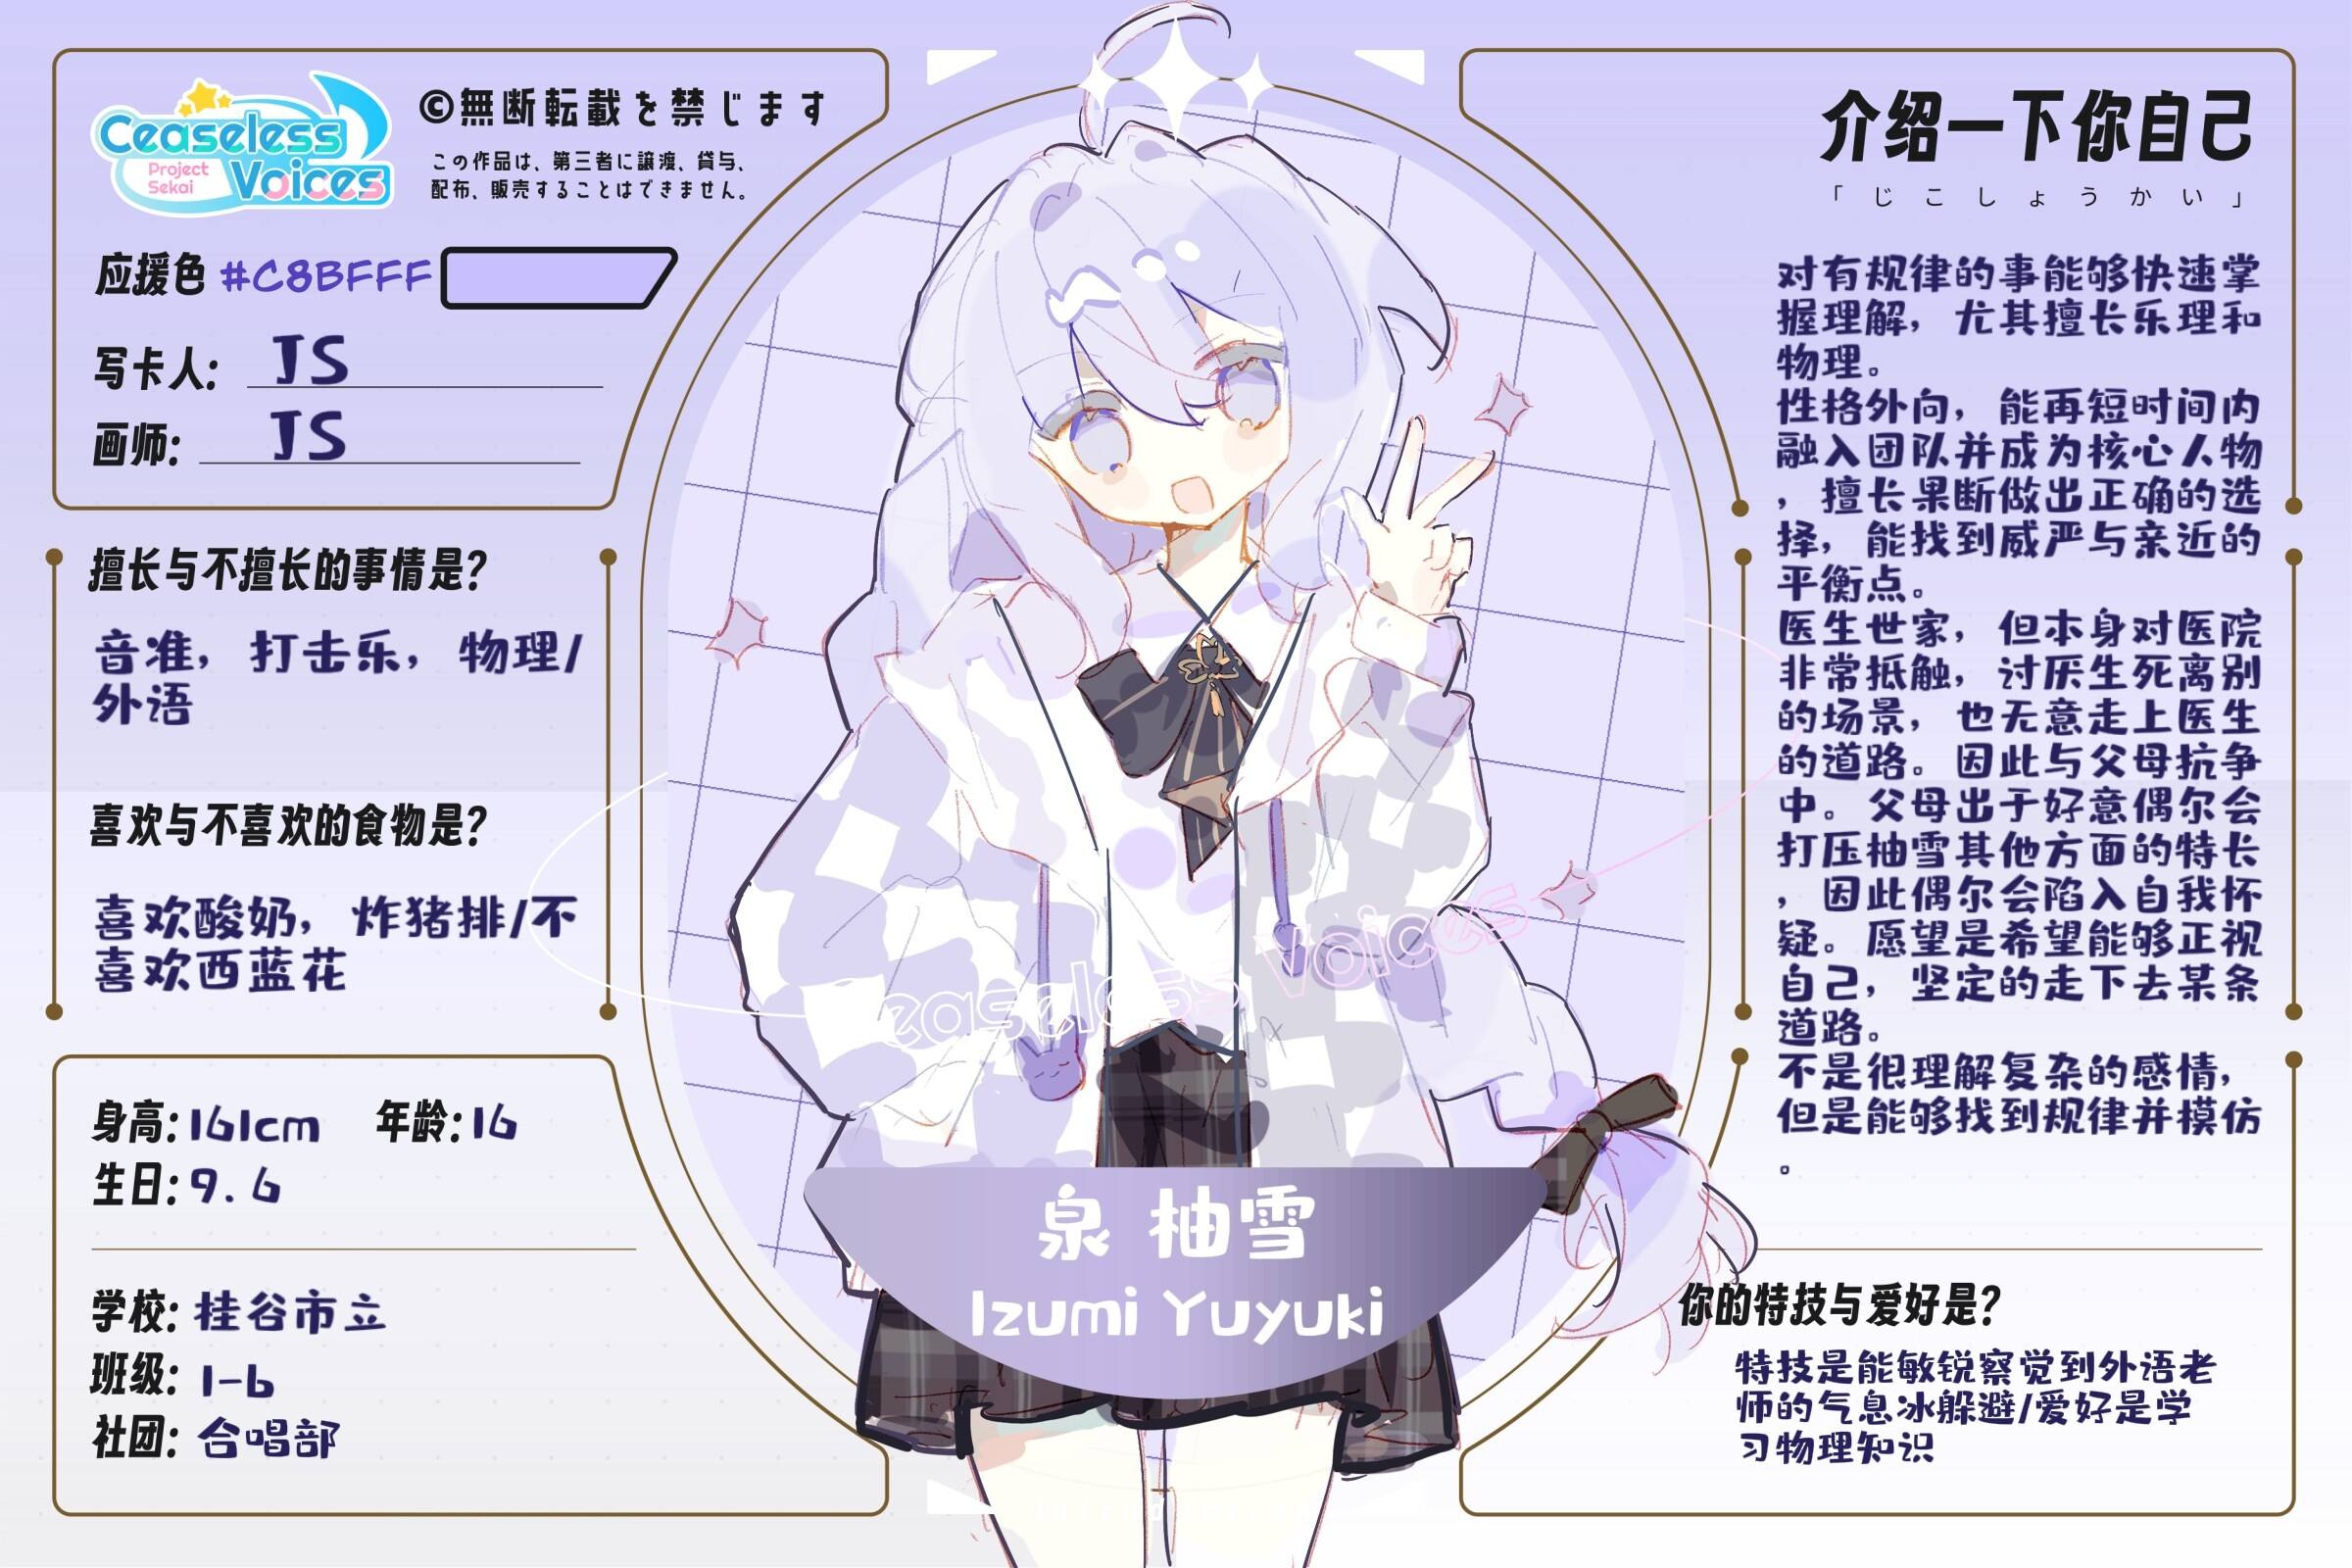 Ceaseless
Project
Sekai
Voices
©無断転載を禁じます
この作品は、第三者に譲渡、貸与、
配布、販売することはできません。
应援色 #C8BFFF
写卡人: JS
画师: JS
擅长与不擅长的事情是?
音准，打击乐，物理/
外语
喜欢与不喜欢的食物是?
喜欢酸奶，炸猪排/不
喜欢西蓝花
身高:161cm 年龄:16
生日:9.6
学校:挂谷市立
班级:1-b
社团:合唱部
easeless Voices
泉 柚雪
Izumi Yuyuki
介绍一下你自己
「じこしょうかい」
对有规律的事能够快速掌
握理解，尤其擅长乐理和
物理。
性格外向，能再短时间内
融入团队并成为核心人物
，擅长果断做出正确的选
择，能找到威严与亲近的
平衡点。
医生世家，但本身对医院
非常抵触，讨厌生死离别
的场景，也无意走上医生
的道路。因此与父母抗争
中。父母出于好意偶尔会
打压柚雪其他方面的特长
，因此偶尔会陷入自我怀
疑。愿望是希望能够正视
自己，坚定的走下去某条
道路。
不是很理解复杂的感情，
但是能够找到规律并摸仿
。
你的特技与爱好是?
特技是能敏锐察觉到外语老
师的气息冰躲避/爱好是学
习物理知识